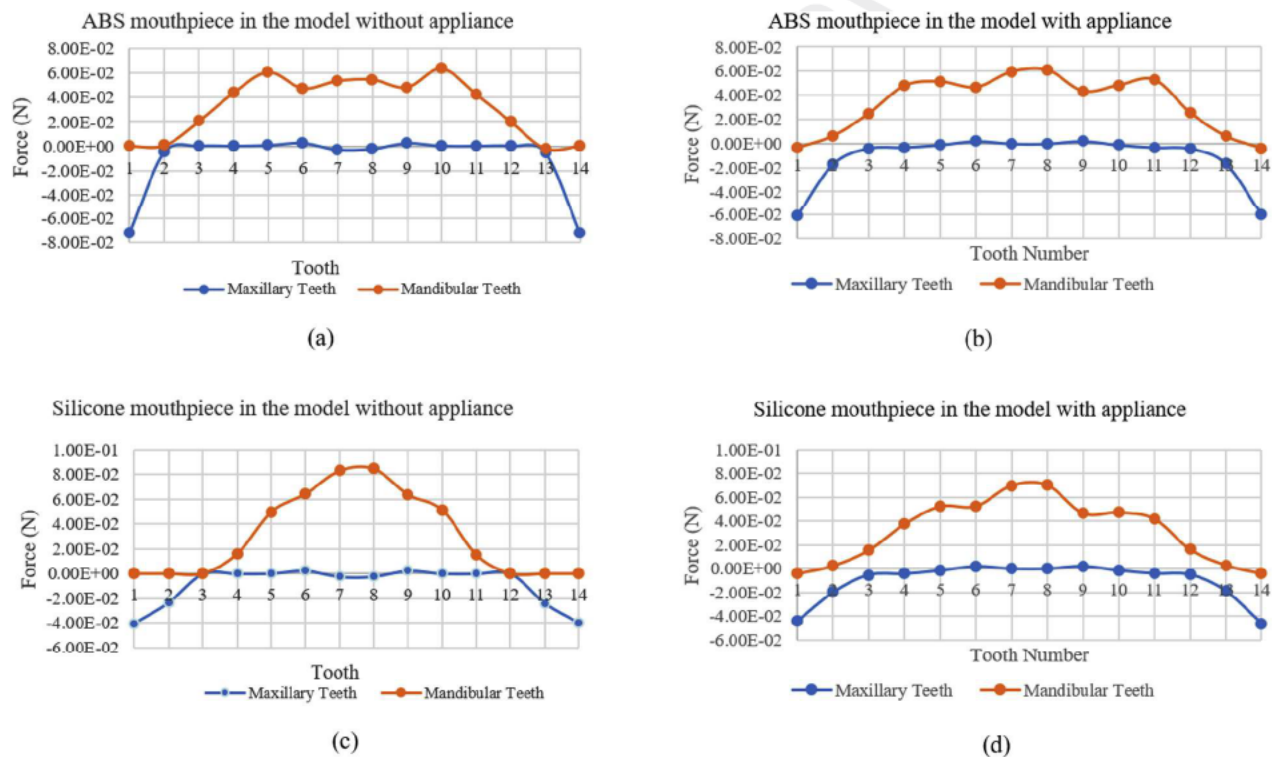 ABS mouthpiece in the model without appliance
8.00E-02
6.00E-02
4.00E-02
2.00E-02
0.00E+00
-2.00E-02
-4.00E-02
-6.00E-02
-8.00E-02
Force (N)
1 2 3 4 5 6 7 8 9 10 11 12 13 14
Tooth
Maxillary Teeth Mandibular Teeth
(a)
ABS mouthpiece in the model with appliance
8.00E-02
6.00E-02
4.00E-02
2.00E-02
0.00E+00
-2.00E-02
-4.00E-02
-6.00E-02
-8.00E-02
Force (N)
1 2 3 4 5 6 7 8 9 10 11 12 13 14
Tooth Number
Maxillary Teeth Mandibular Teeth
(b)
Silicone mouthpiece in the model without appliance
1.00E-01
8.00E-02
6.00E-02
4.00E-02
2.00E-02
0.00E+00
-2.00E-02
-4.00E-02
-6.00E-02
Force (N)
1 2 3 4 5 6 7 8 9 10 11 12 13 14
Tooth
Maxillary Teeth Mandibular Teeth
(c)
Silicone mouthpiece in the model with appliance
1.00E-01
8.00E-02
6.00E-02
4.00E-02
2.00E-02
0.00E+00
-2.00E-02
-4.00E-02
-6.00E-02
Force (N)
1 2 3 4 5 6 7 8 9 10 11 12 13 14
Tooth Number
Maxillary Teeth Mandibular Teeth
(d)